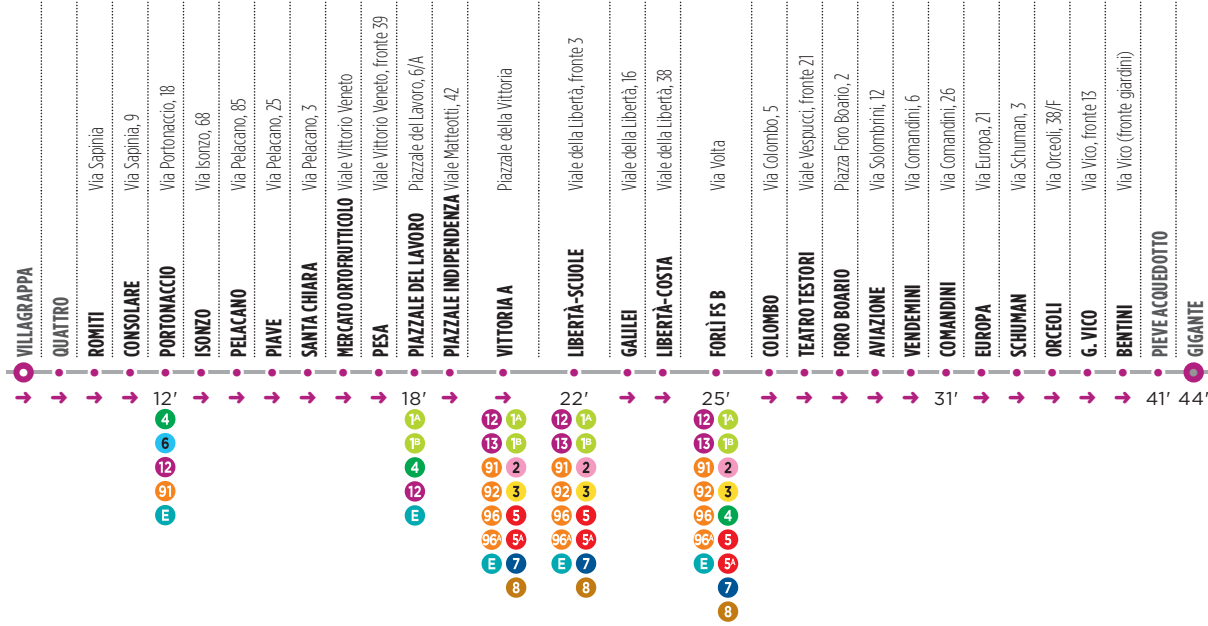 Via Sapina
Via Sapinia, 9
Via Portonaccio, 18
Via Isonzo, 68
Via Pelacano, 85
Via Piave, 25
Via Pelacano, 3
Viale Vittorio Veneto
Viale Vittorio Veneto, fronte 39
Piazzale del Lavoro, 6/A
Viale Matteotti, 42
Piazzale della Vittoria
Viale della Libertà, fronte 3
Viale della Libertà, 16
Viale della Libertà, 38
Via Volta
Via Colombo, 5
Viale Vespucci, fronte 21
Piazza Foro Boario, 2
Via Solombrini, 12
Via Comandini, 6
Via Comandini, 26
Via Europa, 21
Via Schuman, 3
Via Orceoli, 38/F
Via Vico, fronte 13
Via Vico (fronte giardini)
VILLAGRAPPA
QUATTRO
ROMITI
CONSOLARE
PORTONACCIO
ISONZO
PELACANO
PIAVE
SANTA CHIARA
MERCATO ORTOFRUTTICOLO
PESA
PIAZZALE DEL LAVORO
PIAZZALE INDIPENDENZA
VITTORIA A
LIBERTÀ-SCUOLE
GALILEI
LIBERTÀ-COSTA
FORLÌ FS B
COLOMBO
TEATRO TESTORI
FORO BOARIO
AVIAZIONE
VENDEMINI
COMANDINI
EUROPA
SCHUMAN
ORCEOLI
G. VICO
BENTINI
PIEVE ACQUEDOTTO
GIGANTE
12' 18' 22' 25' 31' 41' 44'
4 1A 12 1A 12 1A 12 1A
6 1B 13 1B 13 1B 13 1B
12 4 91 2 91 2 91 2
91 12 92 3 92 3 92 3
E E 96 5 96 5 96 4
96A 5A 96A 5A 96A 5
E 7 E 7 E 5A
8 8 7
8